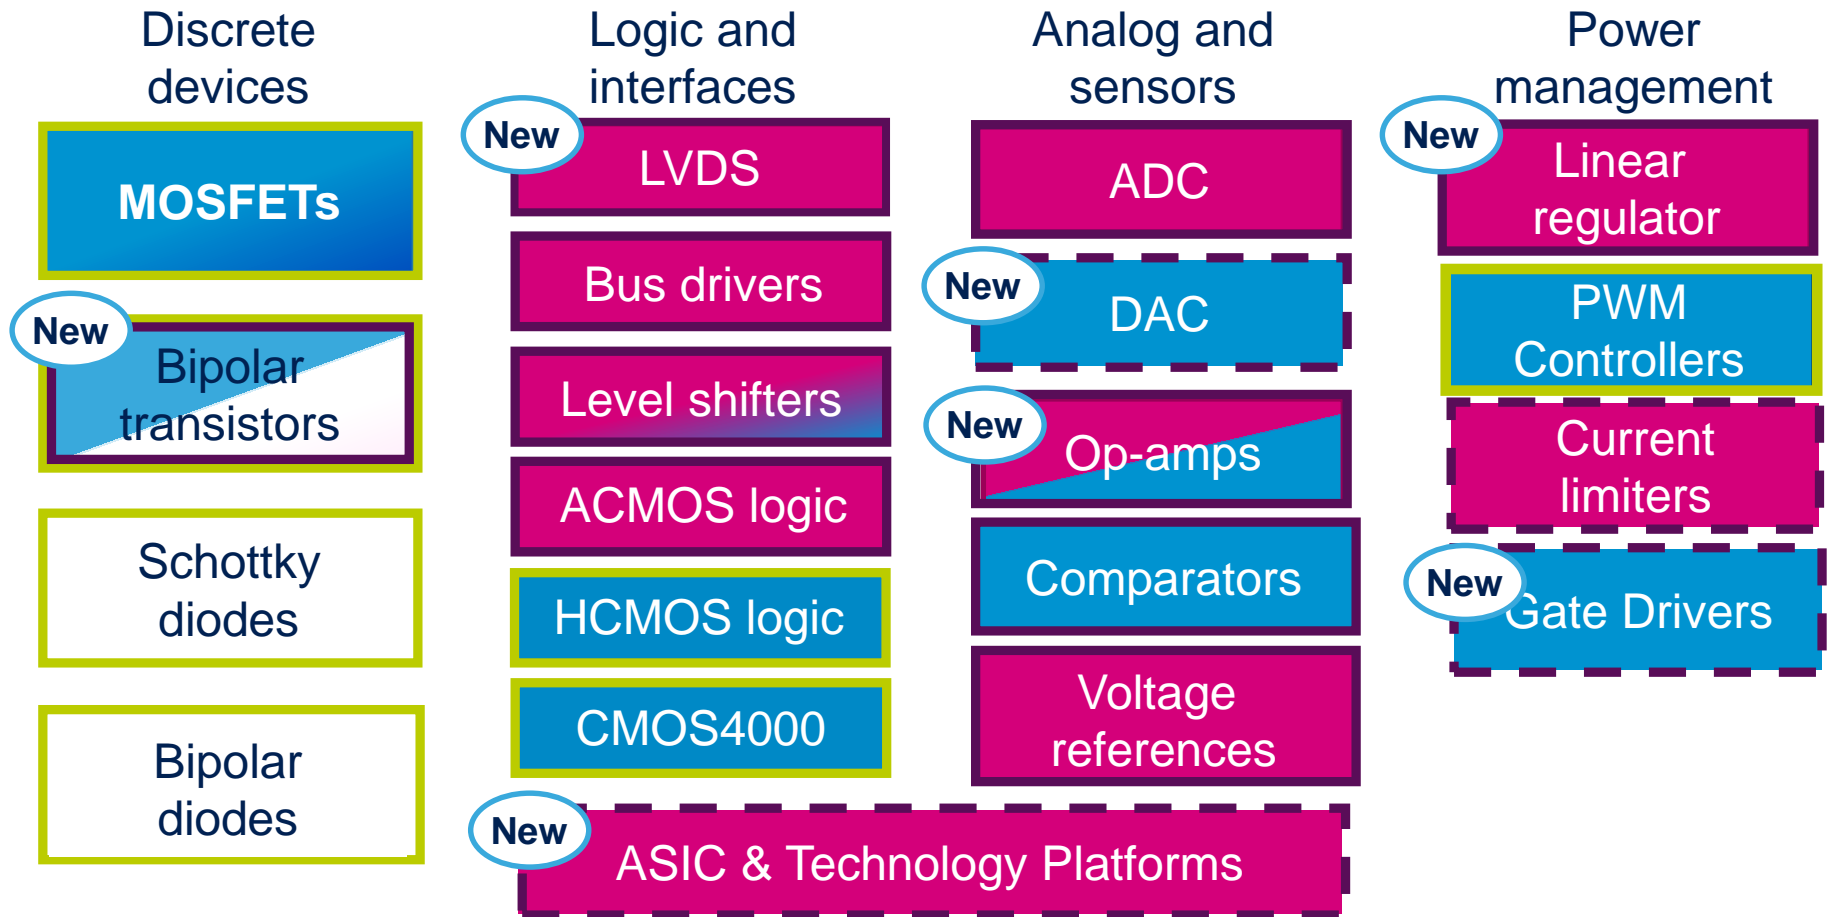 Discrete
devices
MOSFETs
New
Bipolar
transistors
Schottky
diodes
Bipolar
diodes
Logic and
interfaces
New
LVDS
Bus drivers
Level shifters
ACMOS logic
HCMOS logic
CMOS4000
Analog and
sensors
ADC
New
DAC
New
Op-amps
Comparators
Voltage
references
New
ASIC & Technology Platforms
Power
management
New
Linear
regulator
PWM
Controllers
Current
limiters
New
Gate Drivers